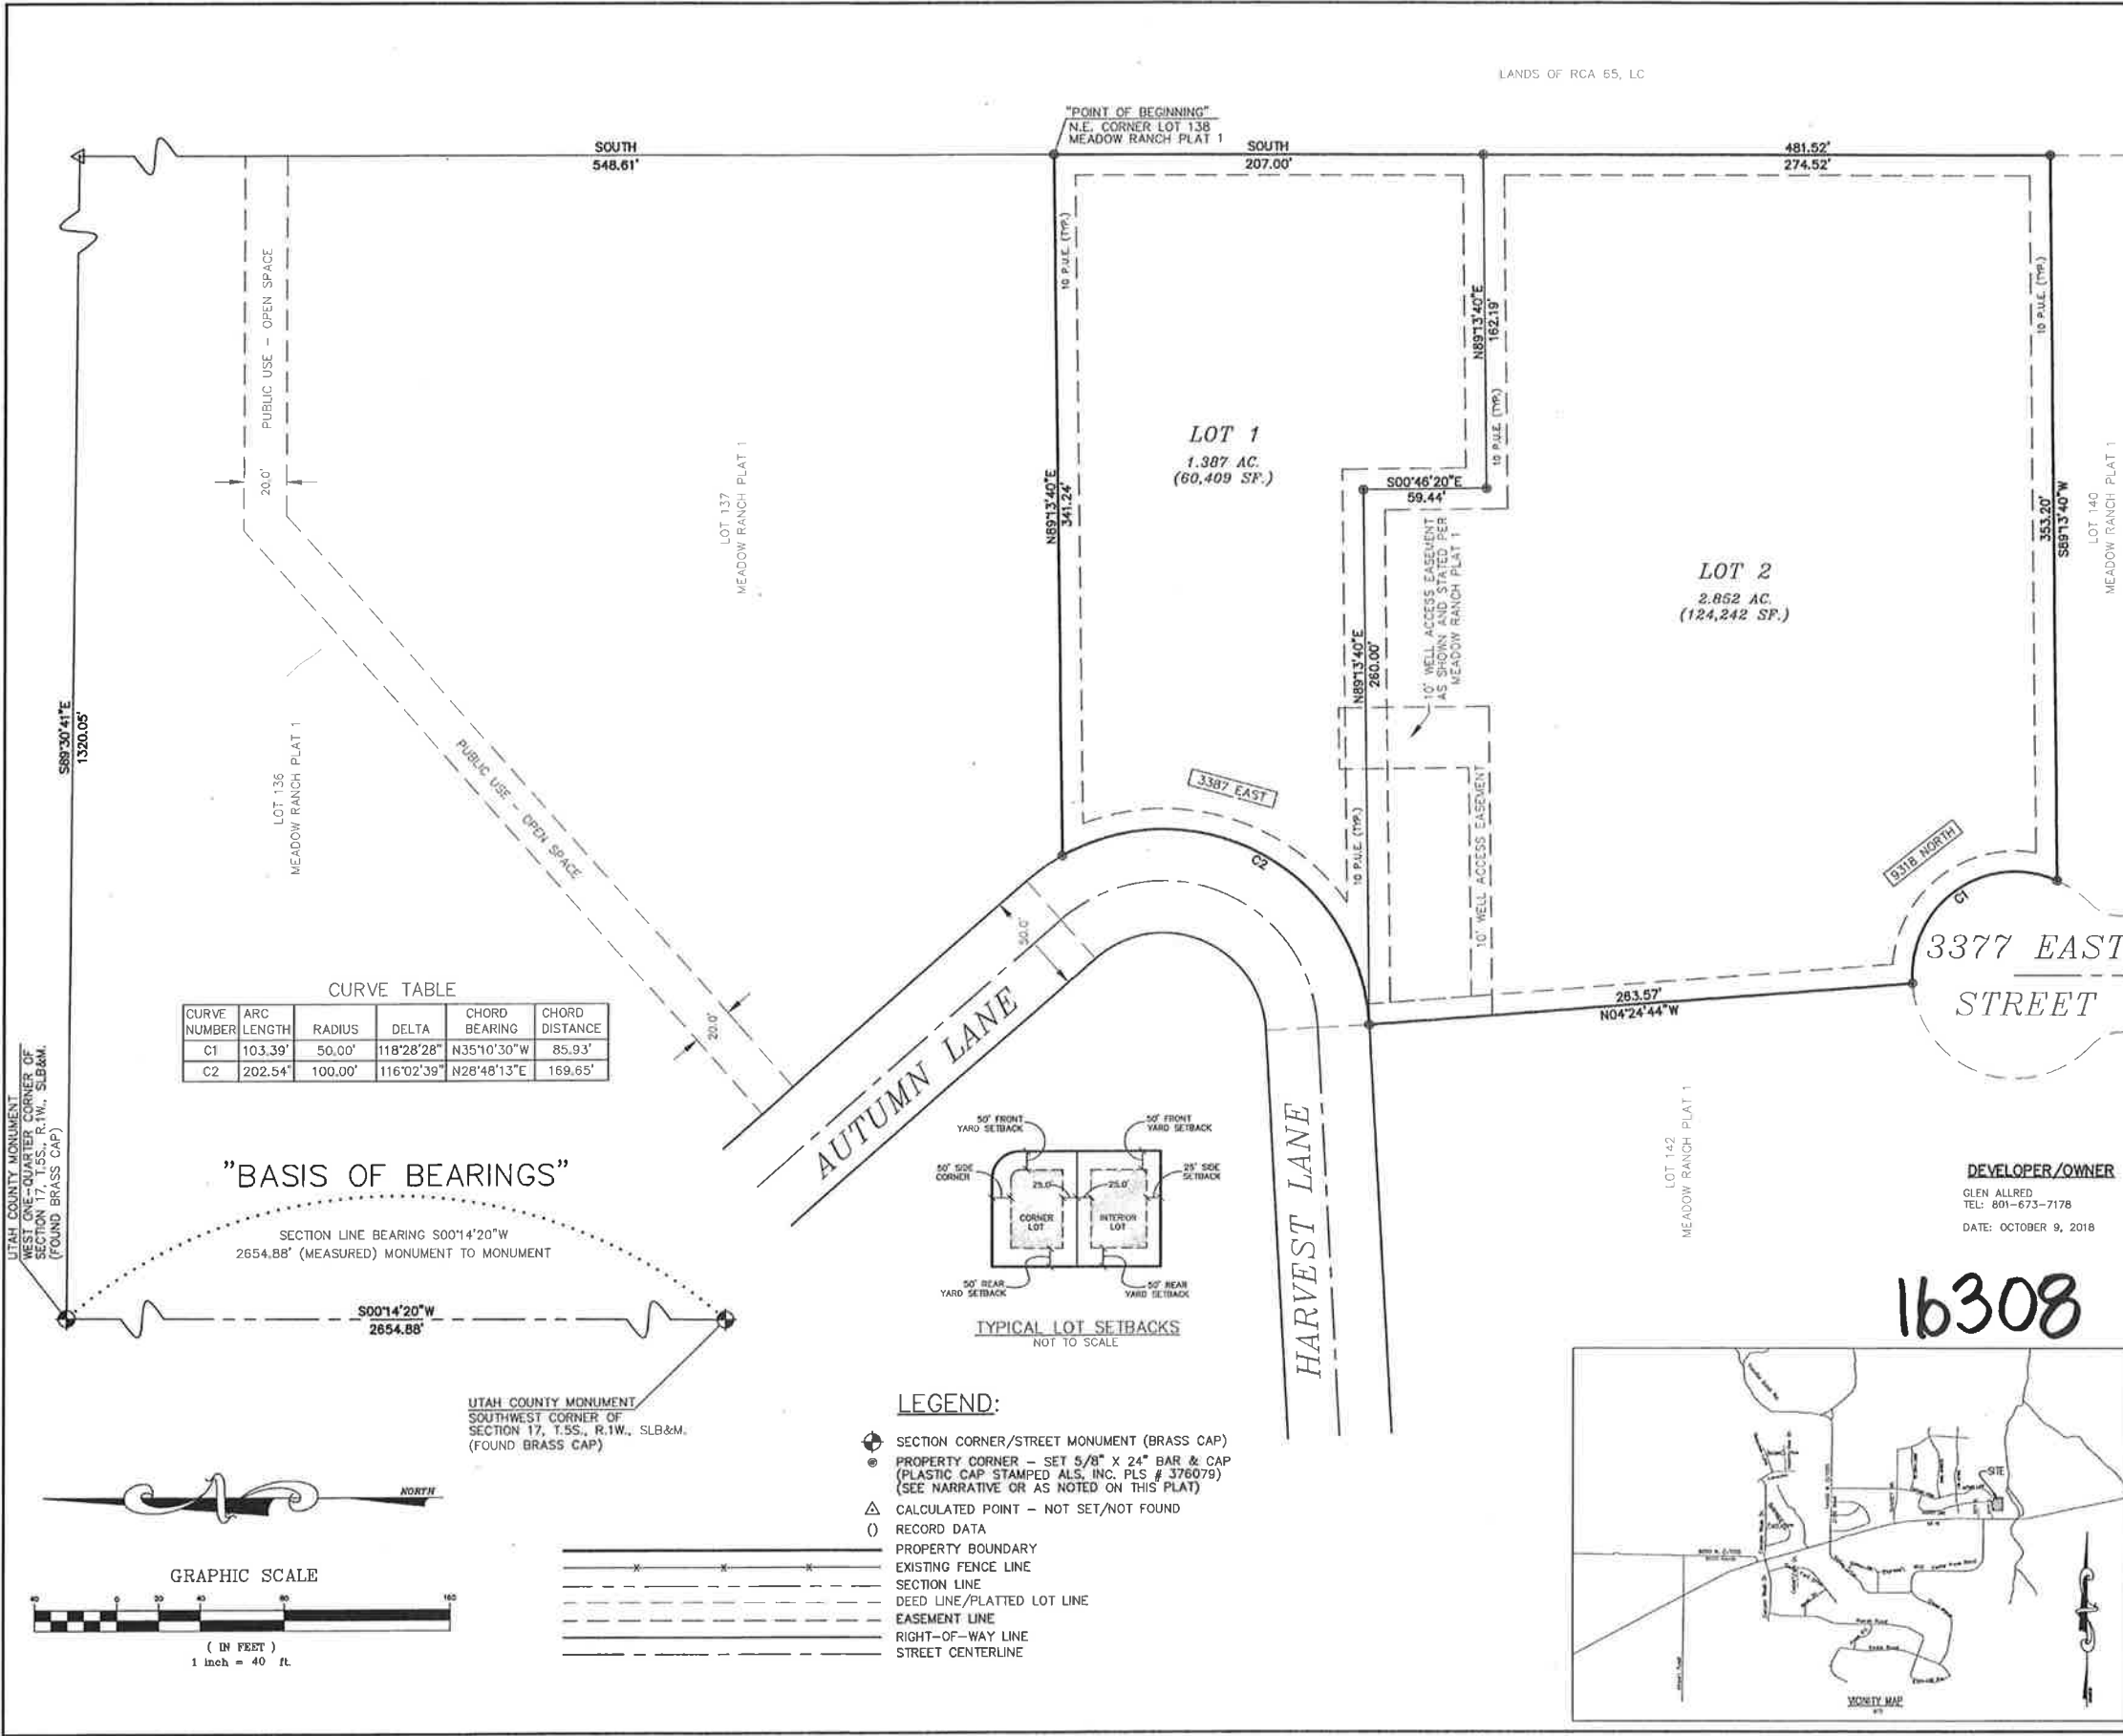 LANDS OF RCA 65, LC
"POINT OF BEGINNING"
N.E. CORNER LOT 138
MEADOW RANCH PLAT 1
SOUTH
548.61'
SOUTH
207.00'
481.52'
274.52'
S89°30'41"E
1320.05'
PUBLIC USE - OPEN SPACE
20.0'
LOT 137
MEADOW RANCH PLAT 1
LOT 136
MEADOW RANCH PLAT 1
PUBLIC USE - OPEN SPACE
20.0'
10 P.U.E. (TYP.)
N89°13'40"E
341.24'
LOT 1
1.387 AC.
(60,409 SF.)
N89°13'40"E
162.19'
10 P.U.E. (TYP.)
S00°46'20"E
59.44'
10' WELL ACCESS EASEMENT
AS SHOWN AND STATED PER
MEADOW RANCH PLAT 1
N89°13'40"E
260.00'
10 P.U.E. (TYP.)
10' WELL ACCESS EASEMENT
LOT 2
2.852 AC.
(124,242 SF.)
10 P.U.E. (TYP.)
353.20'
S89°13'40"W
LOT 140
MEADOW RANCH PLAT 1
3387 EAST
C2
50.0'
9318 NORTH
C1
3377 EAST
STREET
263.57'
N04°24'44"W
AUTUMN LANE
HARVEST LANE
LOT 142
MEADOW RANCH PLAT 1
CURVE TABLE
CURVE NUMBER ARC LENGTH RADIUS DELTA CHORD BEARING CHORD DISTANCE
C1 103.39' 50.00' 118°28'28" N35°10'30"W 85.93'
C2 202.54' 100.00' 116°02'39" N28°48'13"E 169.65'
UTAH COUNTY MONUMENT
WEST ONE-QUARTER CORNER OF
SECTION 17, T.5S., R.1W., SLB&M.
(FOUND BRASS CAP)
"BASIS OF BEARINGS"
SECTION LINE BEARING S00°14'20"W
2654.88' (MEASURED) MONUMENT TO MONUMENT
S00°14'20"W
2654.88'
UTAH COUNTY MONUMENT
SOUTHWEST CORNER OF
SECTION 17, T.5S., R.1W., SLB&M.
(FOUND BRASS CAP)
50' FRONT
YARD SETBACK
50' FRONT
YARD SETBACK
50' SIDE
CORNER
25' SIDE
SETBACK
25.0'
25.0'
CORNER
LOT
INTERIOR
LOT
50' REAR
YARD SETBACK
50' REAR
YARD SETBACK
TYPICAL LOT SETBACKS
NOT TO SCALE
DEVELOPER/OWNER
GLEN ALLRED
TEL: 801-673-7178
DATE: OCTOBER 9, 2018
16308
NORTH
GRAPHIC SCALE
40 0 20 40 80 160
( IN FEET )
1 inch = 40 ft.
LEGEND:
SECTION CORNER/STREET MONUMENT (BRASS CAP)
PROPERTY CORNER - SET 5/8" X 24" BAR & CAP
(PLASTIC CAP STAMPED ALS, INC. PLS # 376079)
(SEE NARRATIVE OR AS NOTED ON THIS PLAT)
CALCULATED POINT - NOT SET/NOT FOUND
() RECORD DATA
PROPERTY BOUNDARY
EXISTING FENCE LINE
SECTION LINE
DEED LINE/PLATTED LOT LINE
EASEMENT LINE
RIGHT-OF-WAY LINE
STREET CENTERLINE
SITE
VICINITY MAP